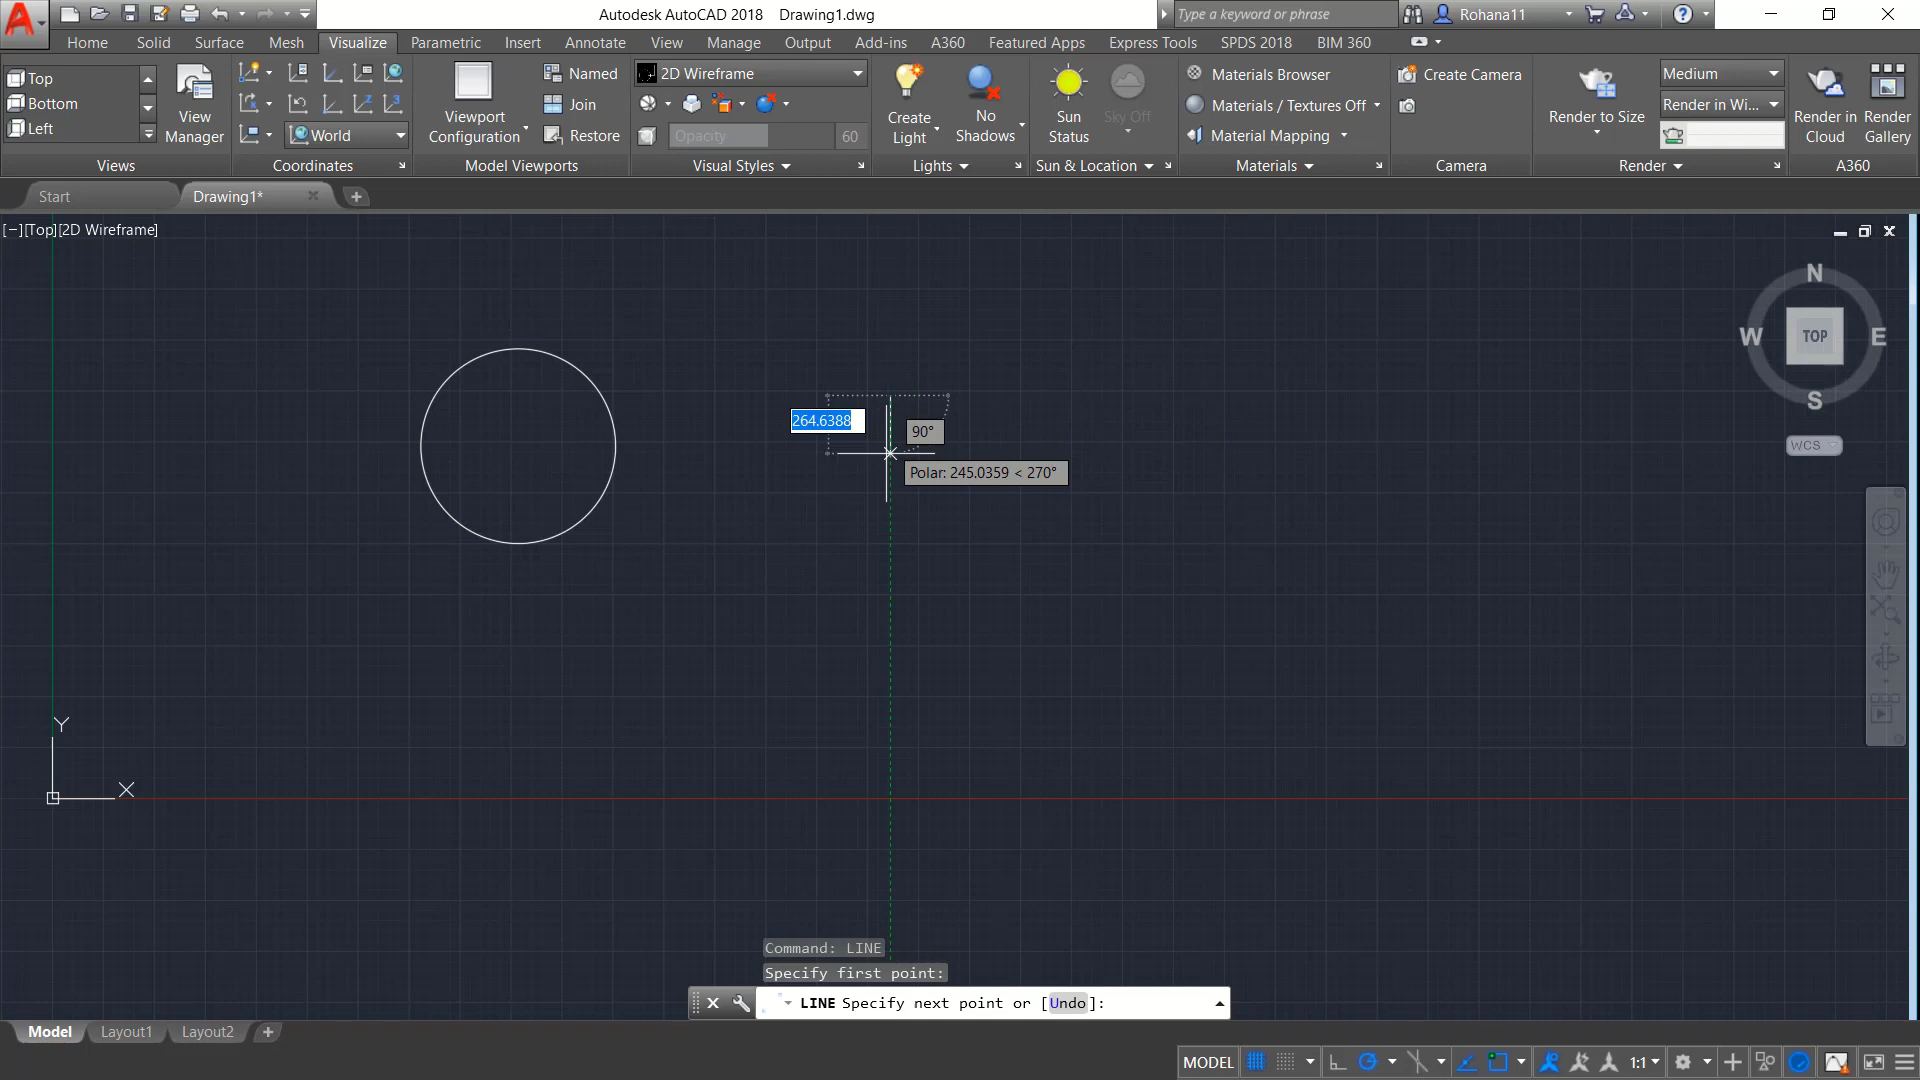 Autodesk AutoCAD 2018 Drawing1.dwg
Type a keyword or phrase
Rohana11
Home Solid Surface Mesh Visualize Parametric Insert Annotate View Manage Output Add-ins A360 Featured Apps Express Tools SPDS 2018 BIM 360
Top
Bottom
Left
View
Manager
World
Viewport
Configuration
Named
Join
Restore
2D Wireframe
Opacity 60
Create
Light
No
Shadows
Sun
Status
Sky Off
Materials Browser
Materials / Textures Off
Material Mapping
Create Camera
Render to Size
Medium
Render in Wi...
Render in
Cloud
Render
Gallery
Views Coordinates Model Viewports Visual Styles Lights Sun & Location Materials Camera Render A360
Start Drawing1*
[−][Top][2D Wireframe]
N
W TOP E
S
WCS
264.6388
90°
Polar: 245.0359 < 270°
Y
X
Command: LINE
Specify first point:
LINE Specify next point or [Undo]:
Model Layout1 Layout2
MODEL 1:1